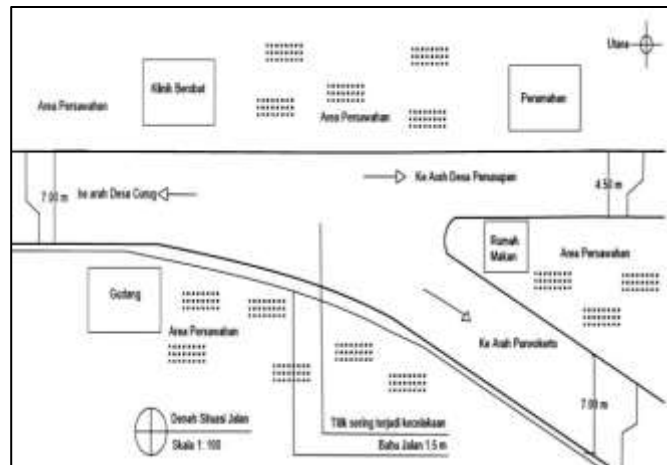 Utara
Klinik Berobat
Perumahan
Area Persawahan
Area Persawahan
Ke Arah Desa Penusupan
7.00 m
ke arah Desa Curug
4.50 m
Rumah
Makan
Area Persawahan
Gudang
Area Persawahan
Ke Arah Purwokerto
7.00 m
Denah Situasi Jalan
Skala 1: 100
Titik sering terjadi kecelakaan
Bahu Jalan 1.5 m